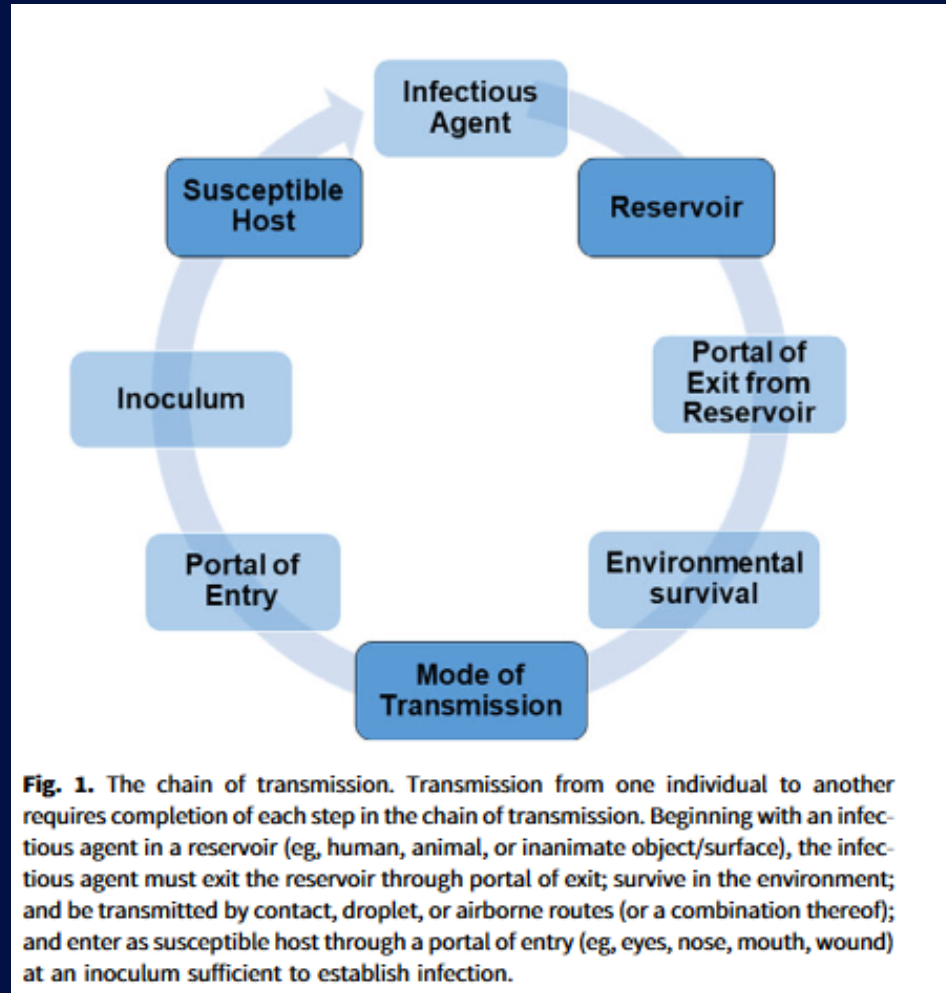 Infectious
Agent
Reservoir
Portal of
Exit from
Reservoir
Environmental
survival
Mode of
Transmission
Portal of
Entry
Inoculum
Susceptible
Host
Fig. 1. The chain of transmission. Transmission from one individual to another
requires completion of each step in the chain of transmission. Beginning with an infec-
tious agent in a reservoir (eg, human, animal, or inanimate object/surface), the infec-
tious agent must exit the reservoir through portal of exit; survive in the environment;
and be transmitted by contact, droplet, or airborne routes (or a combination thereof);
and enter as susceptible host through a portal of entry (eg, eyes, nose, mouth, wound)
at an inoculum sufficient to establish infection.